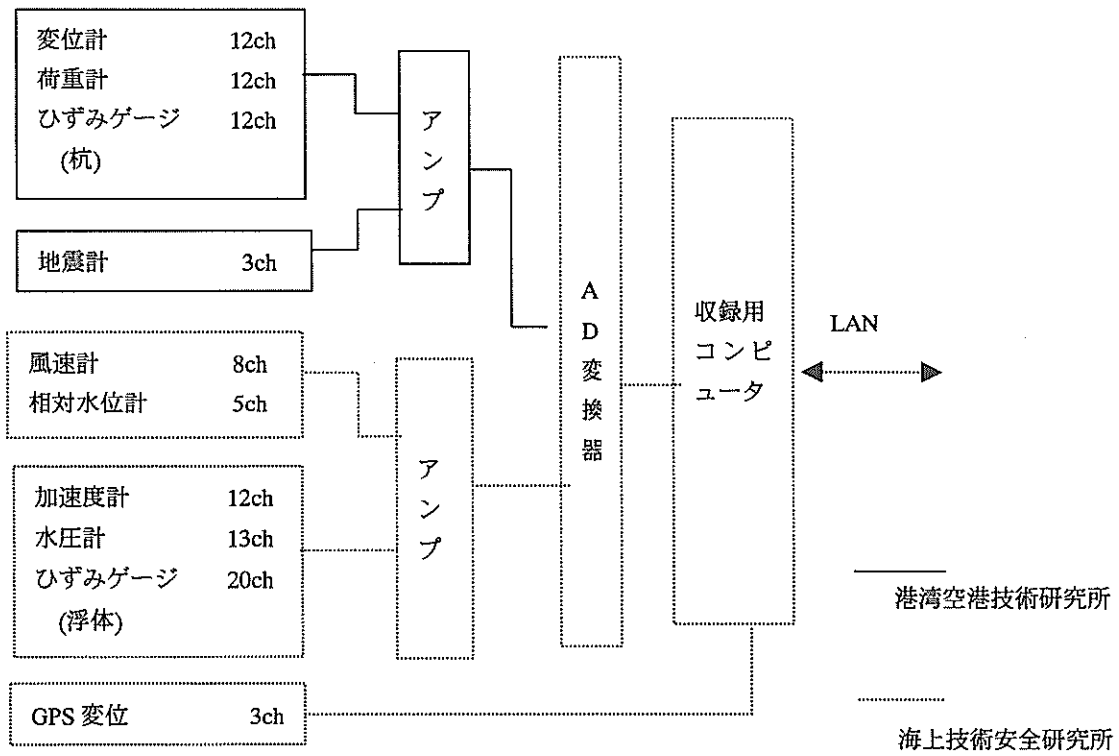 変位計 12ch
荷重計 12ch
ひずみゲージ 12ch
(杭)
地震計 3ch
アンプ
風速計 8ch
相対水位計 5ch
加速度計 12ch
水圧計 13ch
ひずみゲージ 20ch
(浮体)
アンプ
GPS 変位 3ch
AD変換器
収録用
コンピ
ュータ
LAN
港湾空港技術研究所
海上技術安全研究所